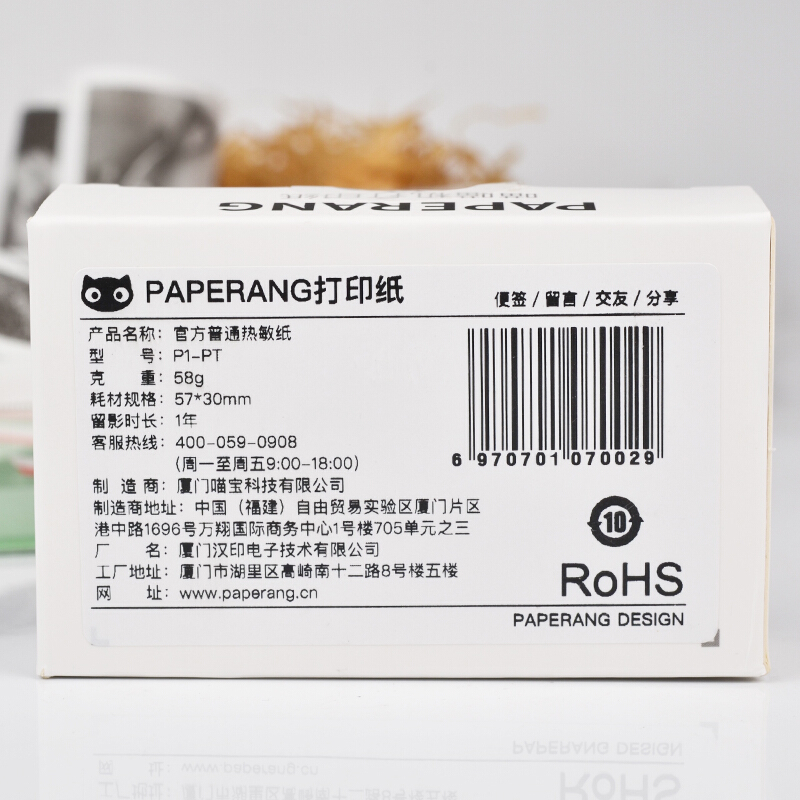 PAPERANG
PAPERANG打印纸
便签/留言/交友/分享
产品名称：官方普通热敏纸
型 号：P1-PT
克 重：58g
耗材规格：57*30mm
留影时长：1年
客服热线：400-059-0908
(周一至周五9:00-18:00)
制 造 商：厦门喵宝科技有限公司
制造商地址：中国（福建）自由贸易实验区厦门片区
港中路1696号万翔国际商务中心1号楼705单元之三
厂 名：厦门汉印电子技术有限公司
工厂地址：厦门市湖里区高崎南十二路8号楼五楼
网 址：www.paperang.cn
6 970701 070029
10
RoHS
PAPERANG DESIGN